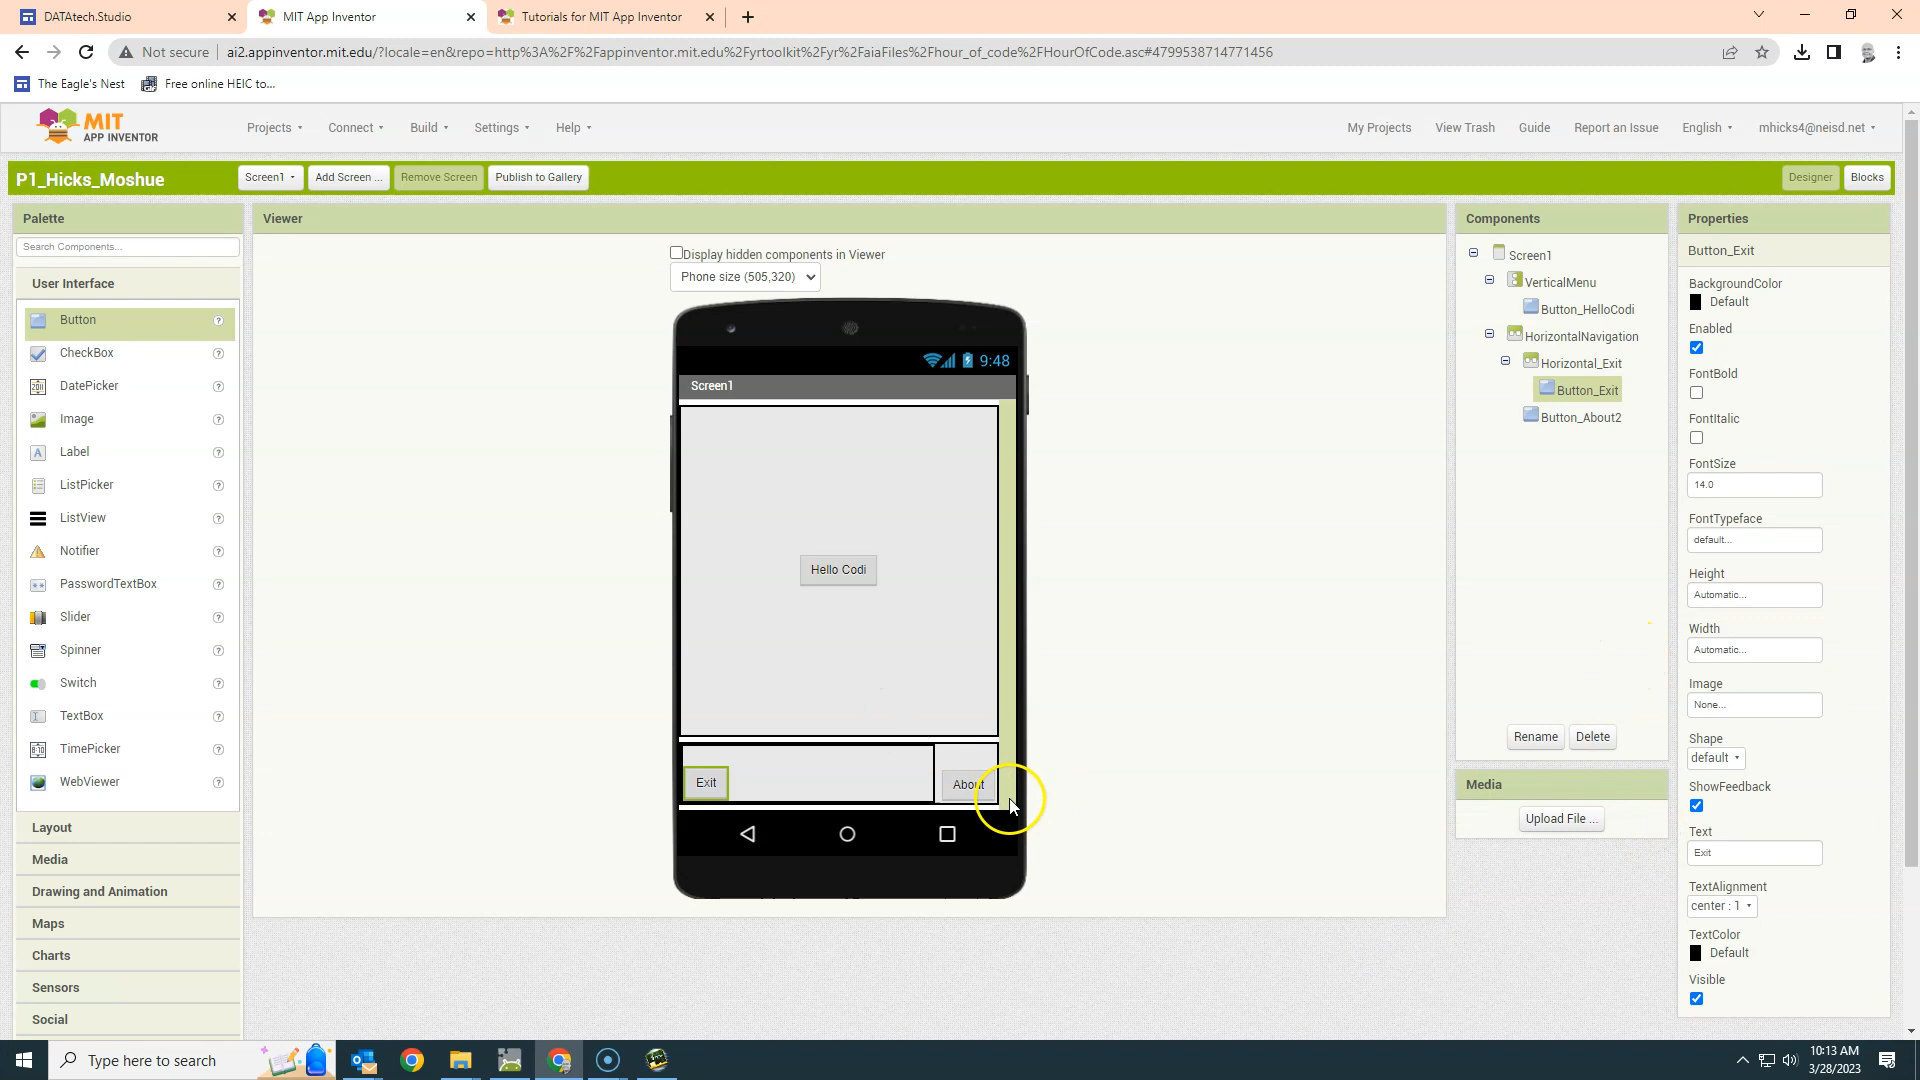 DATAtech.Studio
MIT App Inventor
Tutorials for MIT App Inventor
Not secure
ai2.appinventor.mit.edu/?locale=en&repo=http%3A%2F%2Fappinventor.mit.edu%2Fyrtoolkit%2Fyr%2FaiaFiles%2Fhour_of_code%2FHourOfCode.asc#4799538714771456
The Eagle's Nest
Free online HEIC to...
MIT
APP INVENTOR
Projects
Connect
Build
Settings
Help
My Projects
View Trash
Guide
Report an Issue
English
mhicks4@neisd.net
P1_Hicks_Moshue
Screen1
Add Screen ...
Remove Screen
Publish to Gallery
Designer
Blocks
Palette
Search Components...
User Interface
Button
CheckBox
DatePicker
Image
Label
ListPicker
ListView
Notifier
PasswordTextBox
Slider
Spinner
Switch
TextBox
TimePicker
WebViewer
Layout
Media
Drawing and Animation
Maps
Charts
Sensors
Social
Viewer
Display hidden components in Viewer
Phone size (505,320)
9:48
Screen1
Hello Codi
Exit
About
Components
Screen1
VerticalMenu
Button_HelloCodi
HorizontalNavigation
Horizontal_Exit
Button_Exit
Button_About2
Rename
Delete
Media
Upload File ...
Properties
Button_Exit
BackgroundColor
Default
Enabled
FontBold
FontItalic
FontSize
14.0
FontTypeface
default...
Height
Automatic...
Width
Automatic...
Image
None...
Shape
default
ShowFeedback
Text
Exit
TextAlignment
center : 1
TextColor
Default
Visible
Type here to search
10:13 AM
3/28/2023